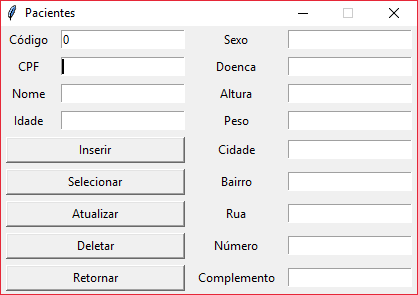 Pacientes
Código 0 Sexo
CPF Doenca
Nome Altura
Idade Peso
Inserir Cidade
Selecionar Bairro
Atualizar Rua
Deletar Número
Retornar Complemento